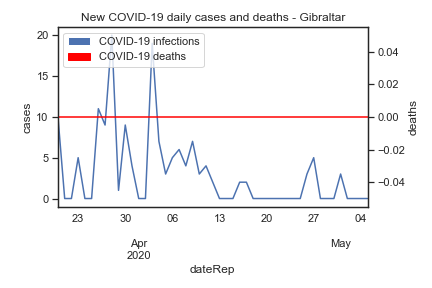 New COVID-19 daily cases and deaths - Gibraltar
COVID-19 infections
COVID-19 deaths
20
15
10
5
0
cases
0.04
0.02
0.00
−0.02
−0.04
deaths
23 30 06 13 20 27 04
Apr May
2020
dateRep